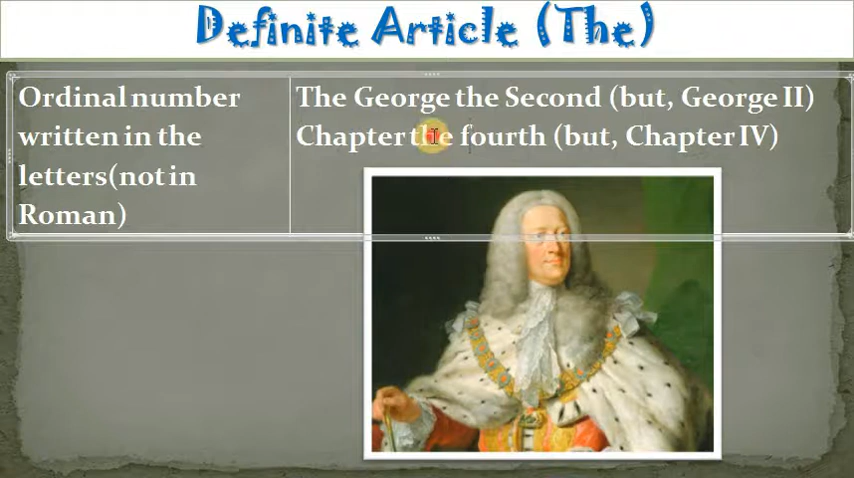 Definite Article (The)
Ordinal number
written in the
letters(not in
Roman)
The George the Second (but, George II)
Chapter the fourth (but, Chapter IV)